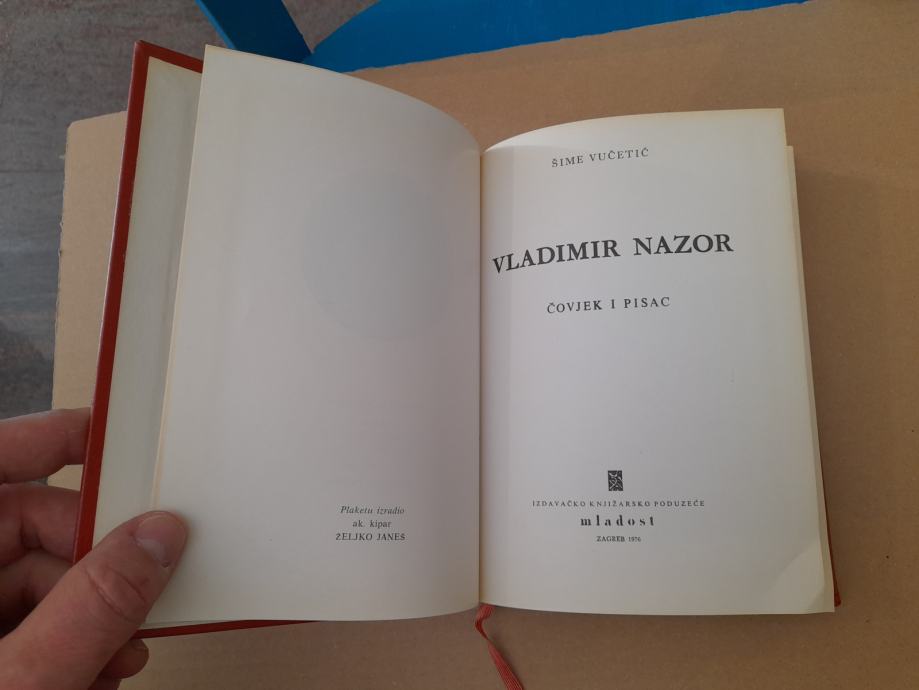 Plaketu izradio
ak. kipar
ŽELJKO JANEŠ
ŠIME VUČETIĆ
VLADIMIR NAZOR
ČOVJEK I PISAC
IZDAVAČKO KNJIŽARSKO PODUZEĆE
mladost
ZAGREB 1976